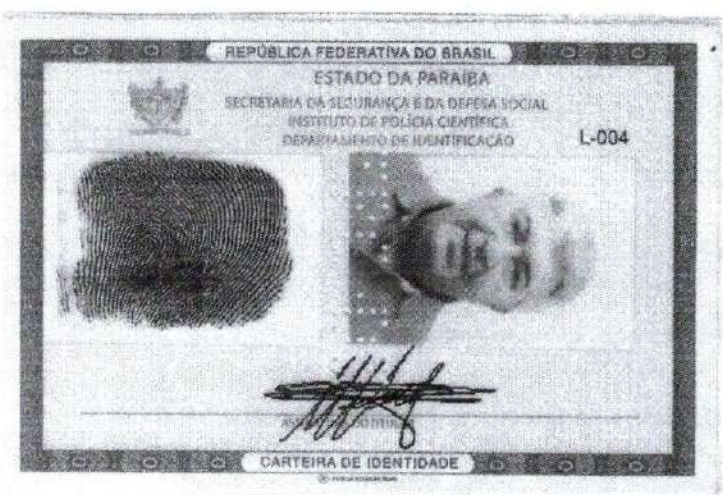 REPÚBLICA FEDERATIVA DO BRASIL
ESTADO DA PARAÍBA
SECRETARIA DA SEGURANÇA E DA DEFESA SOCIAL
INSTITUTO DE POLÍCIA CIENTÍFICA
DEPARTAMENTO DE IDENTIFICAÇÃO
L-004
CARTEIRA DE IDENTIDADE